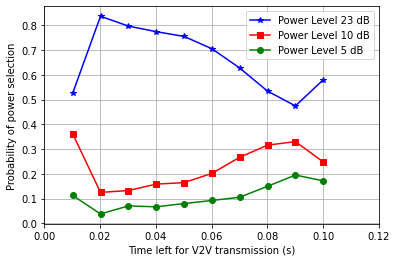 Power Level 23 dB
Power Level 10 dB
Power Level 5 dB
Probability of power selection
0.8
0.7
0.6
0.5
0.4
0.3
0.2
0.1
0.0
0.00 0.02 0.04 0.06 0.08 0.10 0.12
Time left for V2V transmission (s)